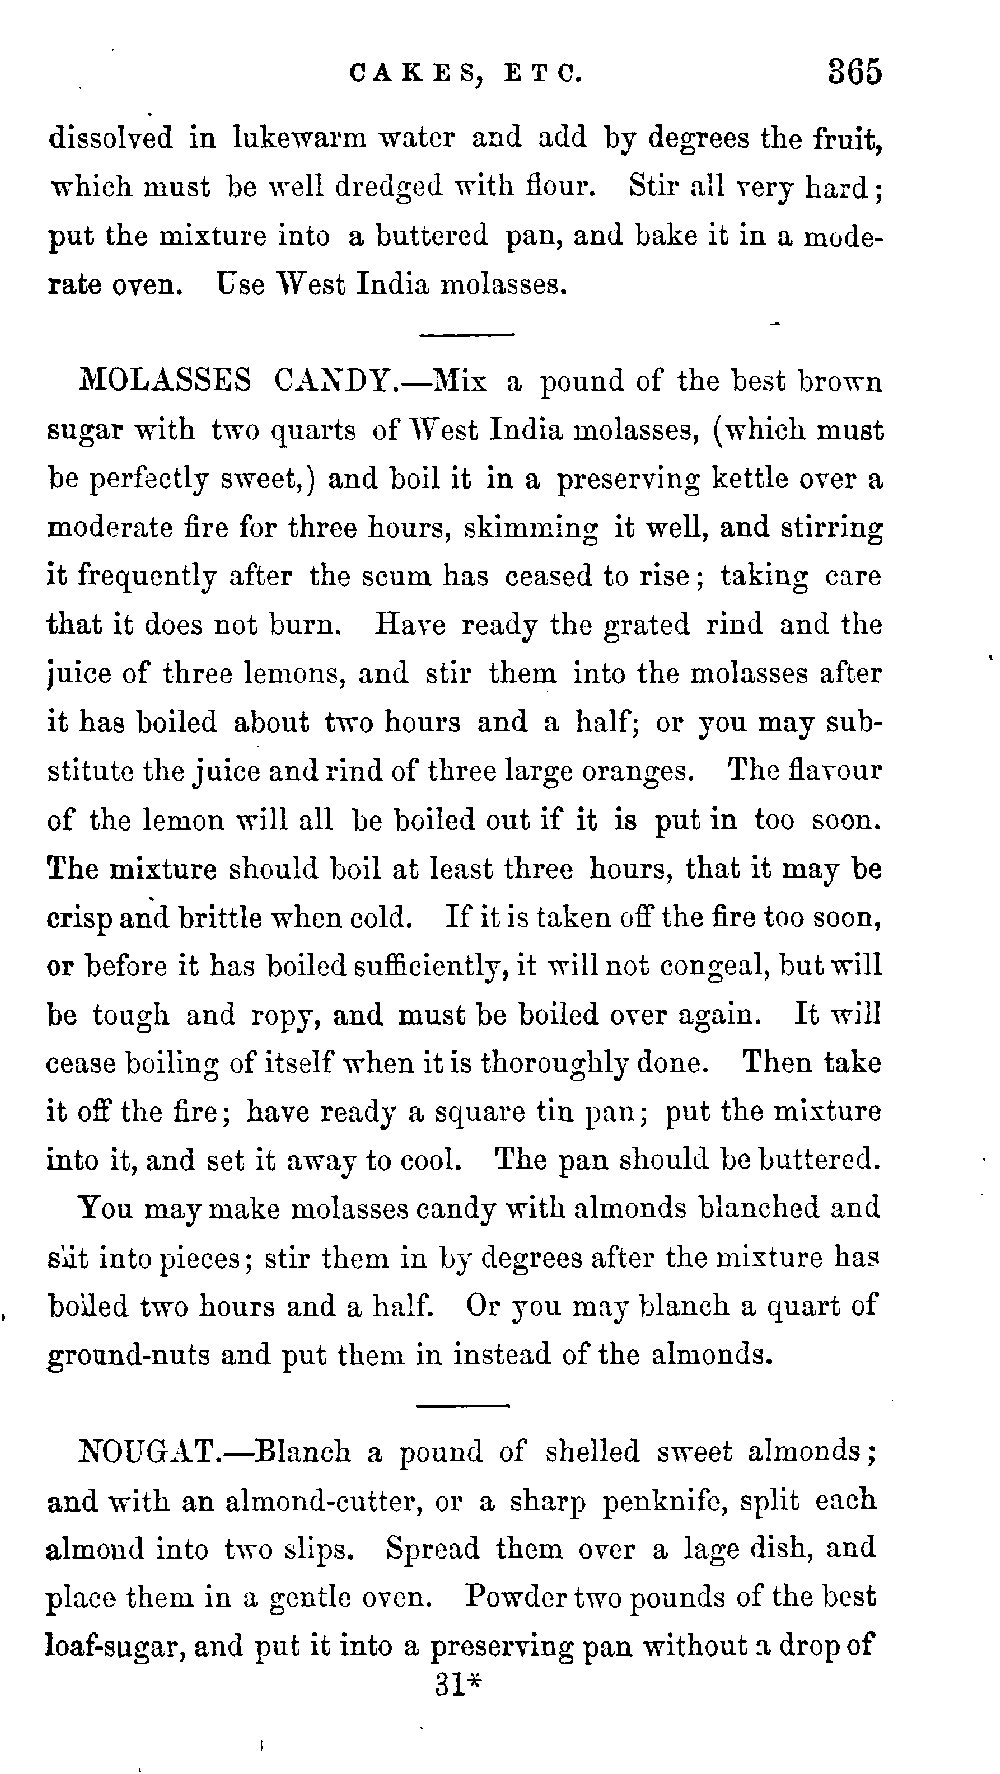 CAKES, ETC. 365
dissolved in lukewarm water and add by degrees the fruit,
which must be well dredged with flour. Stir all very hard;
put the mixture into a buttered pan, and bake it in a mode-
rate oven. Use West India molasses.
MOLASSES CANDY.—Mix a pound of the best brown
sugar with two quarts of West India molasses, (which must
be perfectly sweet,) and boil it in a preserving kettle over a
moderate fire for three hours, skimming it well, and stirring
it frequently after the scum has ceased to rise; taking care
that it does not burn. Have ready the grated rind and the
juice of three lemons, and stir them into the molasses after
it has boiled about two hours and a half; or you may sub-
stitute the juice and rind of three large oranges. The flavour
of the lemon will all be boiled out if it is put in too soon.
The mixture should boil at least three hours, that it may be
crisp and brittle when cold. If it is taken off the fire too soon,
or before it has boiled sufficiently, it will not congeal, but will
be tough and ropy, and must be boiled over again. It will
cease boiling of itself when it is thoroughly done. Then take
it off the fire; have ready a square tin pan; put the mixture
into it, and set it away to cool. The pan should be buttered.
You may make molasses candy with almonds blanched and
slit into pieces; stir them in by degrees after the mixture has
boiled two hours and a half. Or you may blanch a quart of
ground-nuts and put them in instead of the almonds.
NOUGAT.—Blanch a pound of shelled sweet almonds;
and with an almond-cutter, or a sharp penknife, split each
almond into two slips. Spread them over a lage dish, and
place them in a gentle oven. Powder two pounds of the best
loaf-sugar, and put it into a preserving pan without a drop of
31*